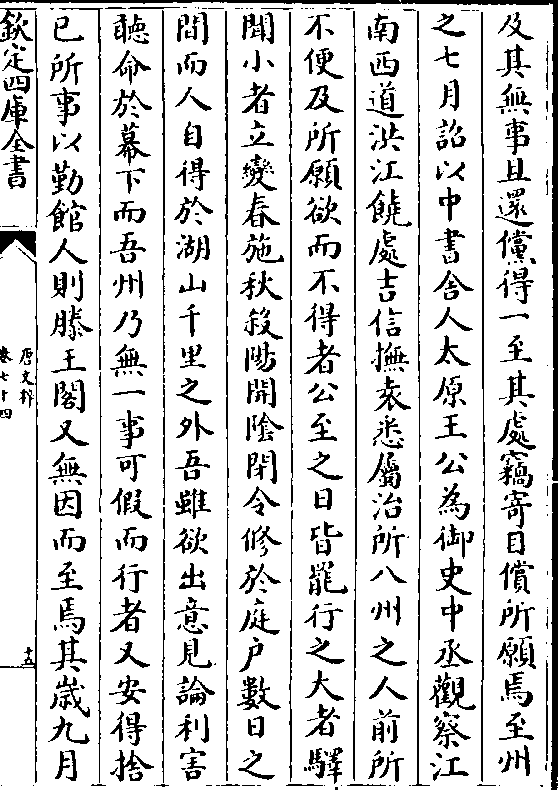 及其無事且還儻得一至其處竊寄目償所願焉至州
之七月詔以中書舍人太原王公為御史中丞觀察江
南西道洪江饒處吉信撫袁悉屬治所八州之人前所
不便及所願欲而不得者公至之日皆罷行之大者驛
聞小者立變春施秋殺陽開隂閉令修於庭户數日之
間而人自得於湖山千里之外吾雖欲出意見論利害
聴命於幕下而吾州乃無一事可假而行者又安得捨
已所事以勤館人則滕王閣又無因而至焉其嵗九月
欽定四庫全書
唐文粹
卷七十四
十五